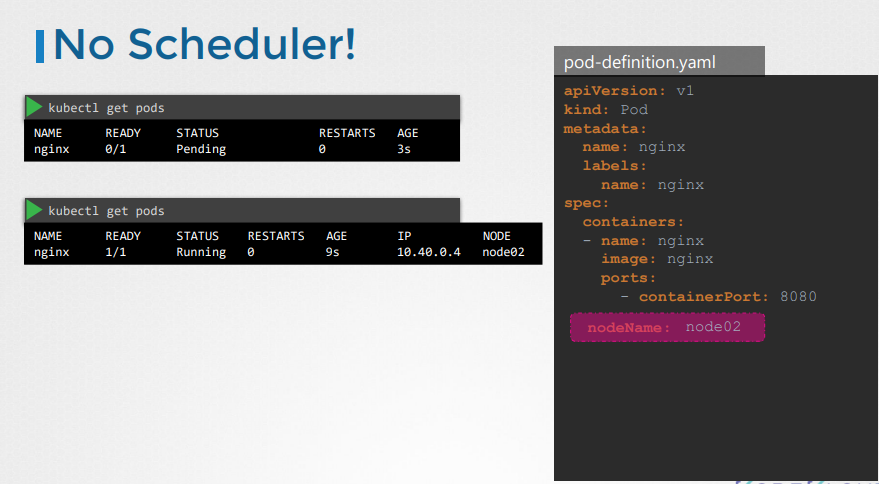 No Scheduler!
kubectl get pods
NAME READY STATUS RESTARTS AGE
nginx 0/1 Pending 0 3s
kubectl get pods
NAME READY STATUS RESTARTS AGE IP NODE
nginx 1/1 Running 0 9s 10.40.0.4 node02
pod-definition.yaml
apiVersion: v1
kind: Pod
metadata:
  name: nginx
  labels:
    name: nginx
spec:
  containers:
  - name: nginx
    image: nginx
    ports:
      - containerPort: 8080
  nodeName: node02